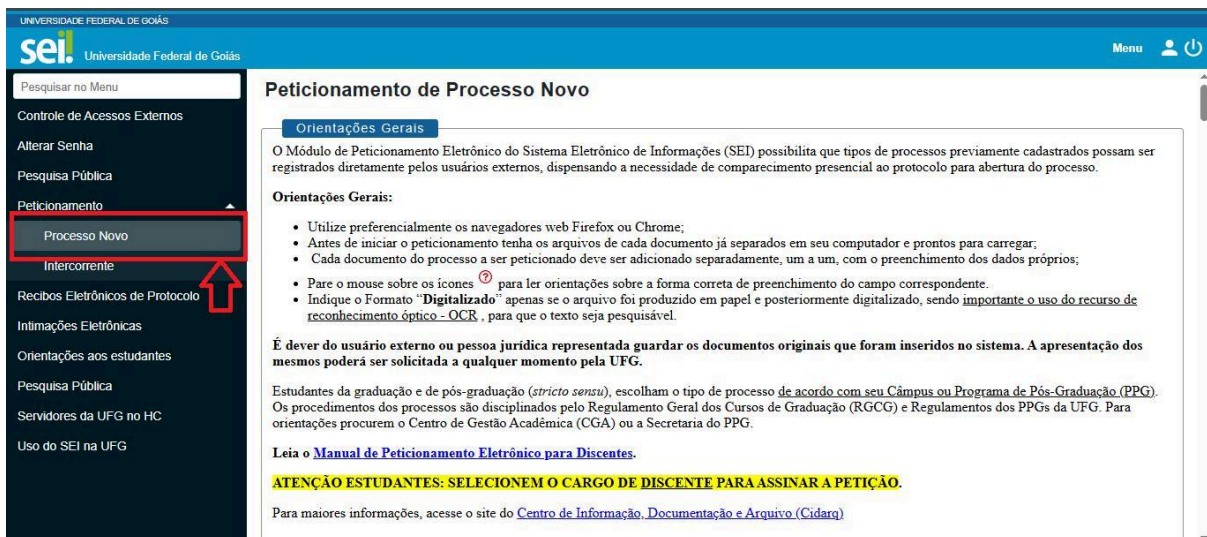 UNIVERSIDADE FEDERAL DE GOIÁS
sei! Universidade Federal de Goiás
Menu
Pesquisar no Menu
Controle de Acessos Externos
Alterar Senha
Pesquisa Pública
Peticionamento
Processo Novo
Intercorrente
Recibos Eletrônicos de Protocolo
Intimações Eletrônicas
Orientações aos estudantes
Pesquisa Pública
Servidores da UFG no HC
Uso do SEI na UFG
Peticionamento de Processo Novo
Orientações Gerais
O Módulo de Peticionamento Eletrônico do Sistema Eletrônico de Informações (SEI) possibilita que tipos de processos previamente cadastrados possam ser
registrados diretamente pelos usuários externos, dispensando a necessidade de comparecimento presencial ao protocolo para abertura do processo.
Orientações Gerais:
• Utilize preferencialmente os navegadores web Firefox ou Chrome;
• Antes de iniciar o peticionamento tenha os arquivos de cada documento já separados em seu computador e prontos para carregar;
• Cada documento do processo a ser peticionado deve ser adicionado separadamente, um a um, com o preenchimento dos dados próprios;
• Pare o mouse sobre os ícones ? para ler orientações sobre a forma correta de preenchimento do campo correspondente.
• Indique o Formato “Digitalizado” apenas se o arquivo foi produzido em papel e posteriormente digitalizado, sendo importante o uso do recurso de
reconhecimento óptico - OCR , para que o texto seja pesquisável.
É dever do usuário externo ou pessoa jurídica representada guardar os documentos originais que foram inseridos no sistema. A apresentação dos
mesmos poderá ser solicitada a qualquer momento pela UFG.
Estudantes da graduação e de pós-graduação (stricto sensu), escolham o tipo de processo de acordo com seu Câmpus ou Programa de Pós-Graduação (PPG).
Os procedimentos dos processos são disciplinados pelo Regulamento Geral dos Cursos de Graduação (RGCG) e Regulamentos dos PPGs da UFG. Para
orientações procurem o Centro de Gestão Acadêmica (CGA) ou a Secretaria do PPG.
Leia o Manual de Peticionamento Eletrônico para Discentes.
ATENÇÃO ESTUDANTES: SELECIONEM O CARGO DE DISCENTE PARA ASSINAR A PETIÇÃO.
Para maiores informações, acesse o site do Centro de Informação, Documentação e Arquivo (Cidarq)